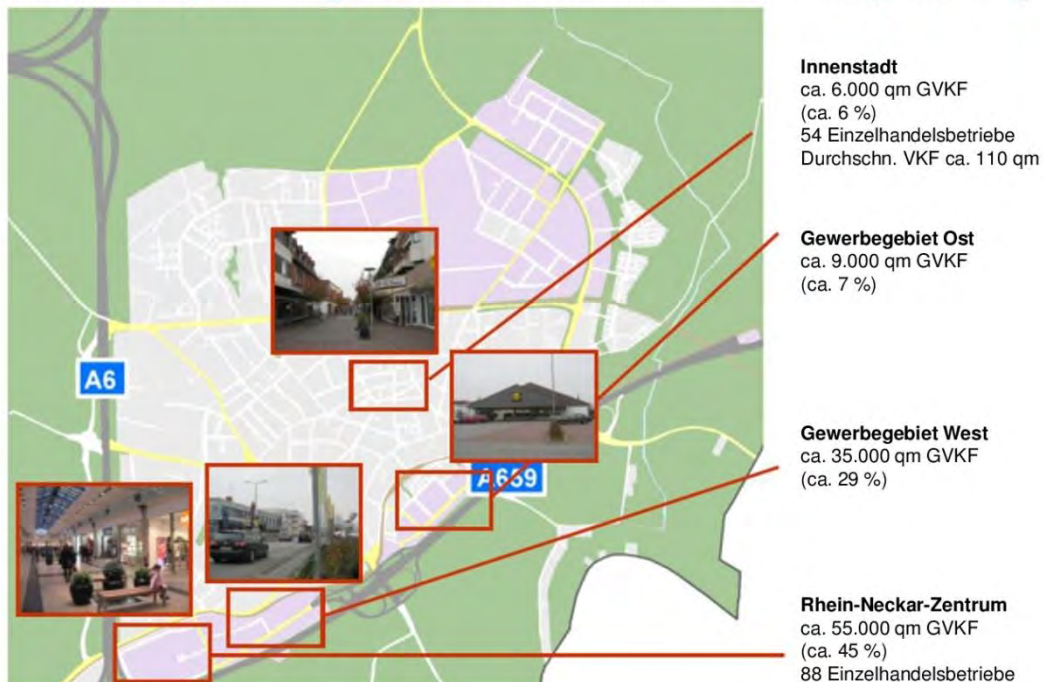 Innenstadt
ca. 6.000 qm GVKF
(ca. 6 %)
54 Einzelhandelsbetriebe
Durchschn. VKF ca. 110 qm
Gewerbegebiet Ost
ca. 9.000 qm GVKF
(ca. 7 %)
A6
A659
Gewerbegebiet West
ca. 35.000 qm GVKF
(ca. 29 %)
Rhein-Neckar-Zentrum
ca. 55.000 qm GVKF
(ca. 45 %)
88 Einzelhandelsbetriebe